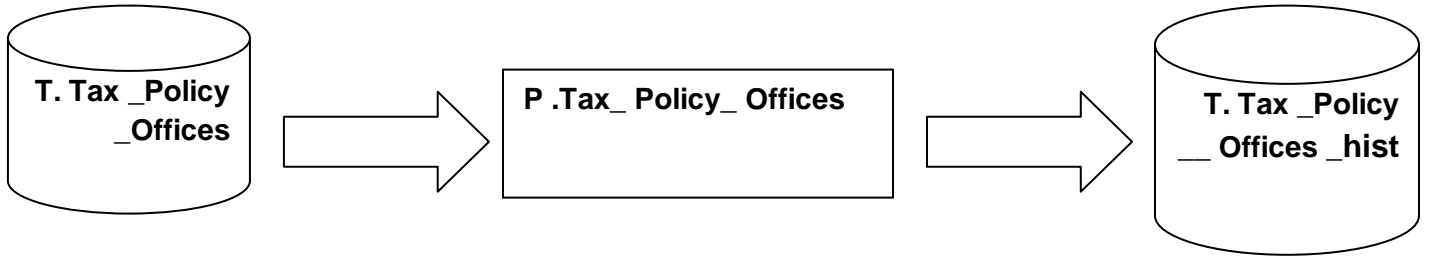 T. Tax _Policy
_Offices
P .Tax_ Policy_ Offices
T. Tax _Policy
__ Offices _hist